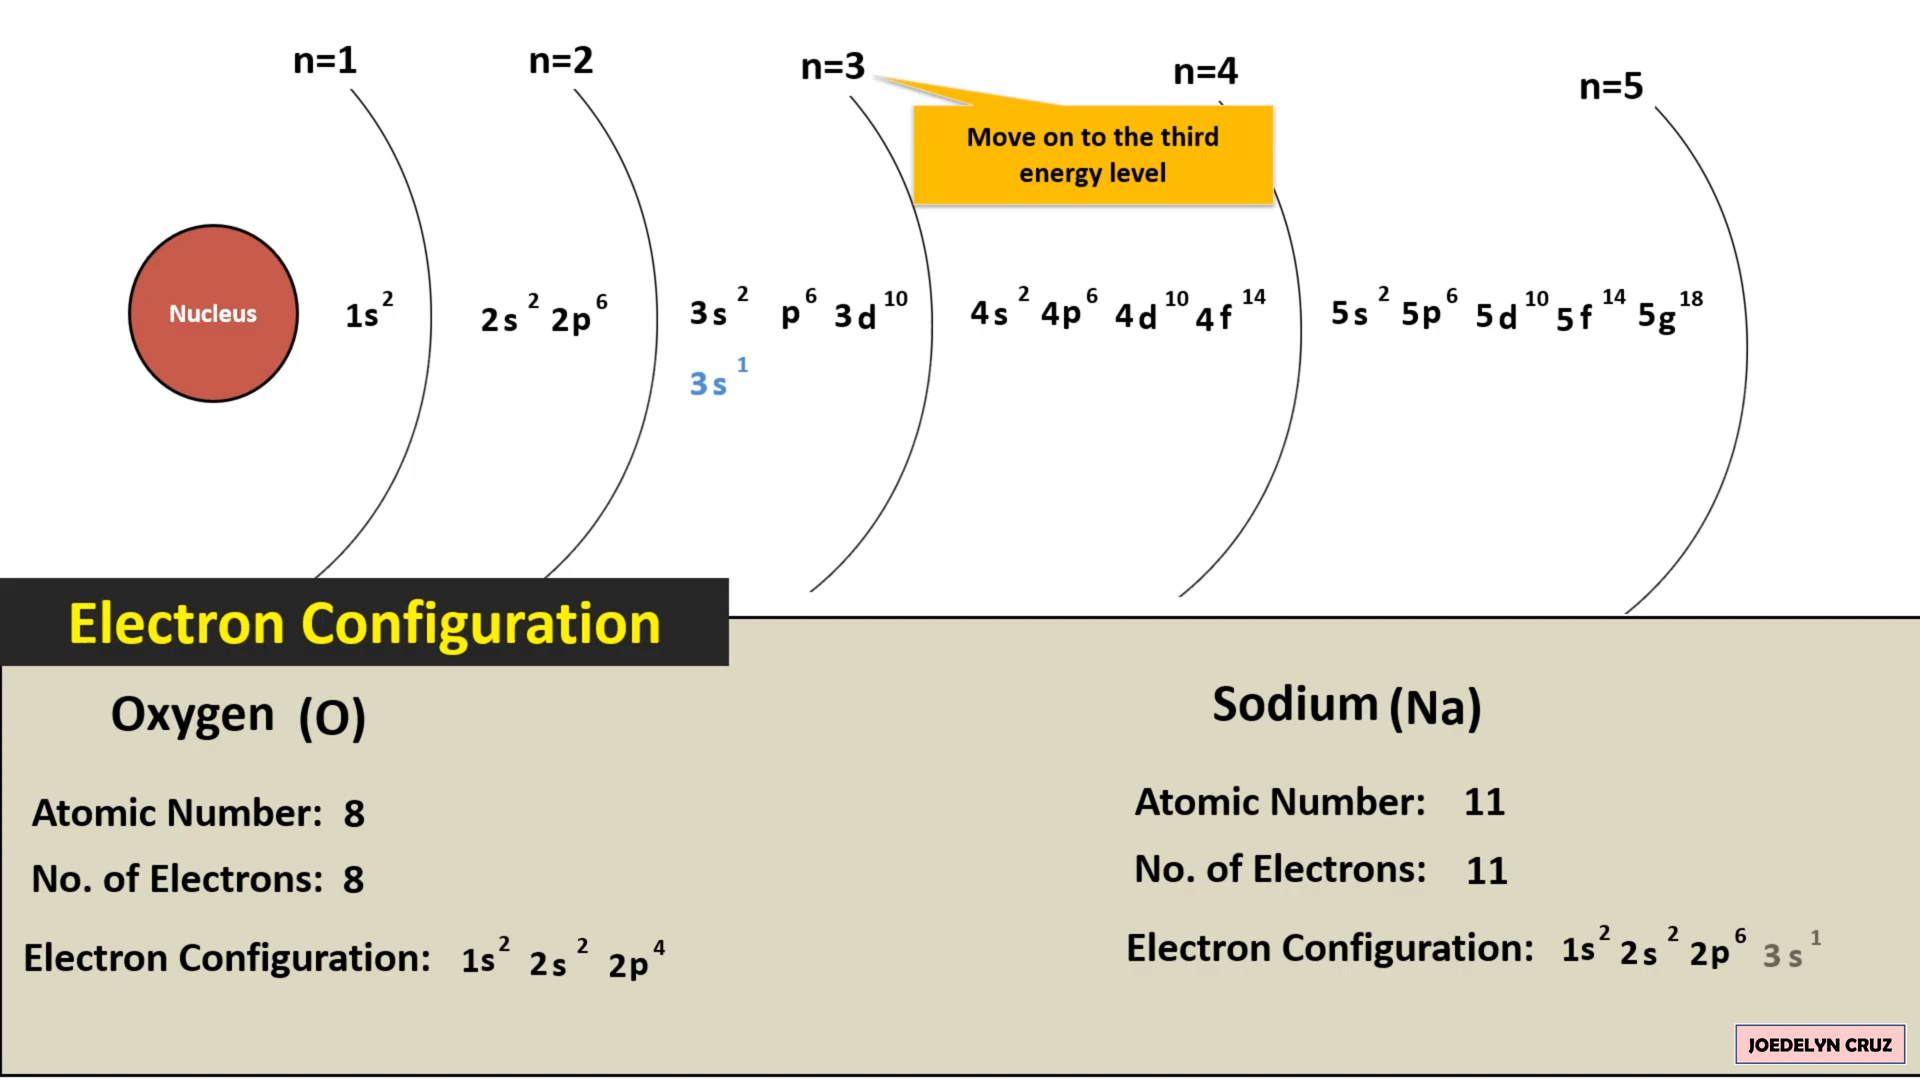 n=1 n=2 n=3 n=4 n=5
Move on to the third
energy level
Nucleus 1s² 2s² 2p⁶ 3s² p⁶ 3d¹⁰ 4s² 4p⁶ 4d¹⁰ 4f¹⁴ 5s² 5p⁶ 5d¹⁰ 5f¹⁴ 5g¹⁸
3s¹
Electron Configuration
Oxygen (O)
Atomic Number: 8
No. of Electrons: 8
Electron Configuration: 1s² 2s² 2p⁴
Sodium (Na)
Atomic Number: 11
No. of Electrons: 11
Electron Configuration: 1s² 2s² 2p⁶ 3s¹
JOEDELYN CRUZ